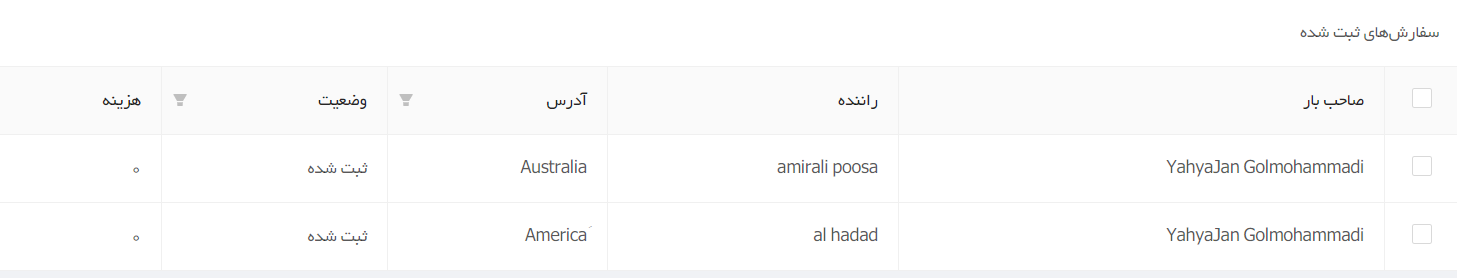 سفارش‌های ثبت شده
صاحب بار راننده آدرس وضعیت هزینه
YahyaJan Golmohammadi amirali poosa Australia ثبت شده ۰
YahyaJan Golmohammadi al hadad Americaَ ثبت شده ۰